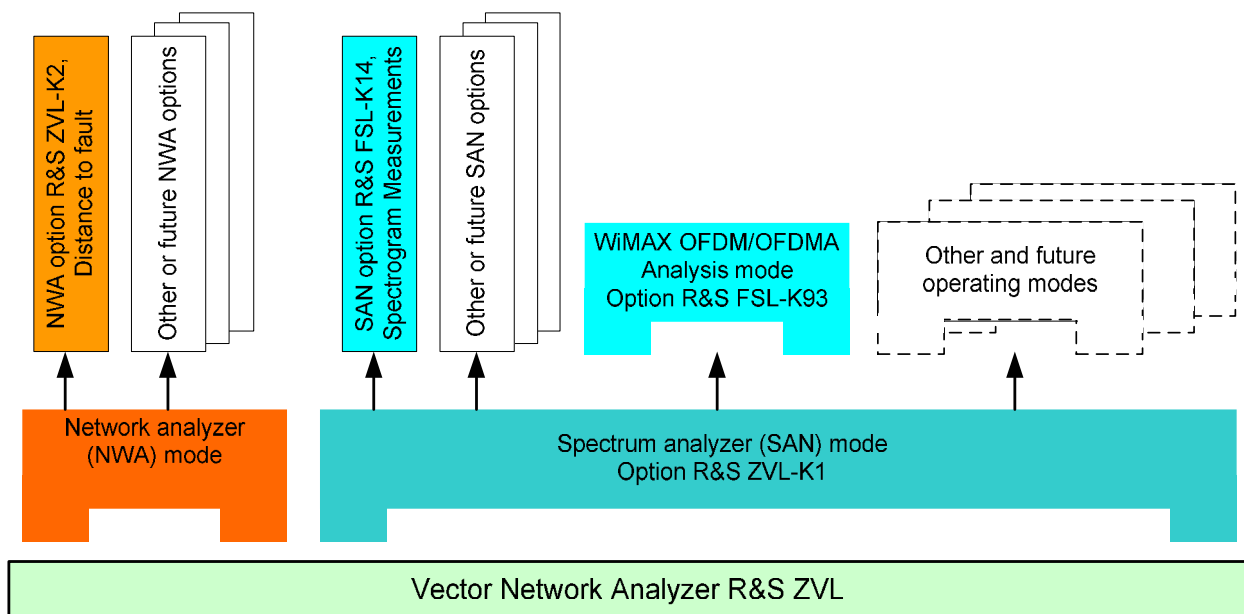 NWA option R&S ZVL-K2,
Distance to fault
Other or future NWA options
SAN option R&S FSL-K14,
Spectrogram Measurements
Other or future SAN options
WiMAX OFDM/OFDMA
Analysis mode
Option R&S FSL-K93
Other and future
operating modes
Network analyzer
(NWA) mode
Spectrum analyzer (SAN) mode
Option R&S ZVL-K1
Vector Network Analyzer R&S ZVL